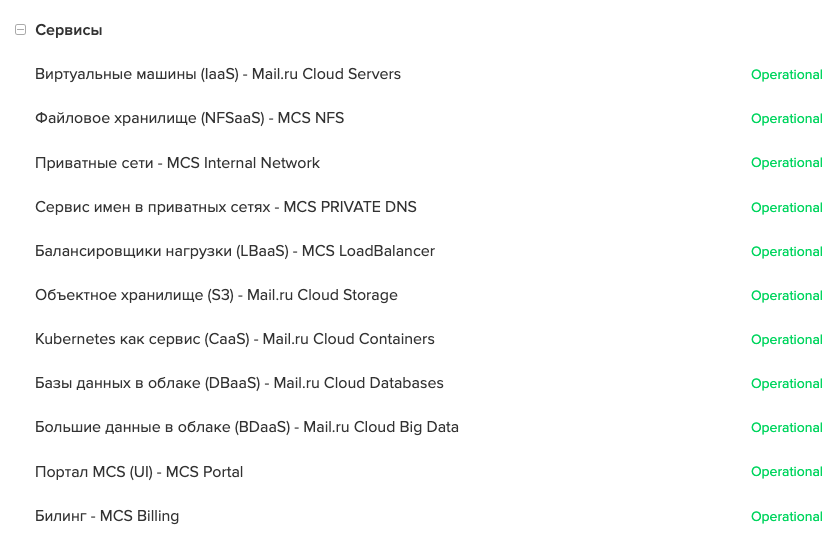 Сервисы
Виртуальные машины (IaaS) - Mail.ru Cloud Servers Operational
Файловое хранилище (NFSaaS) - MCS NFS Operational
Приватные сети - MCS Internal Network Operational
Сервис имен в приватных сетях - MCS PRIVATE DNS Operational
Балансировщики нагрузки (LBaaS) - MCS LoadBalancer Operational
Объектное хранилище (S3) - Mail.ru Cloud Storage Operational
Kubernetes как сервис (CaaS) - Mail.ru Cloud Containers Operational
Базы данных в облаке (DBaaS) - Mail.ru Cloud Databases Operational
Большие данные в облаке (BDaaS) - Mail.ru Cloud Big Data Operational
Портал MCS (UI) - MCS Portal Operational
Билинг - MCS Billing Operational